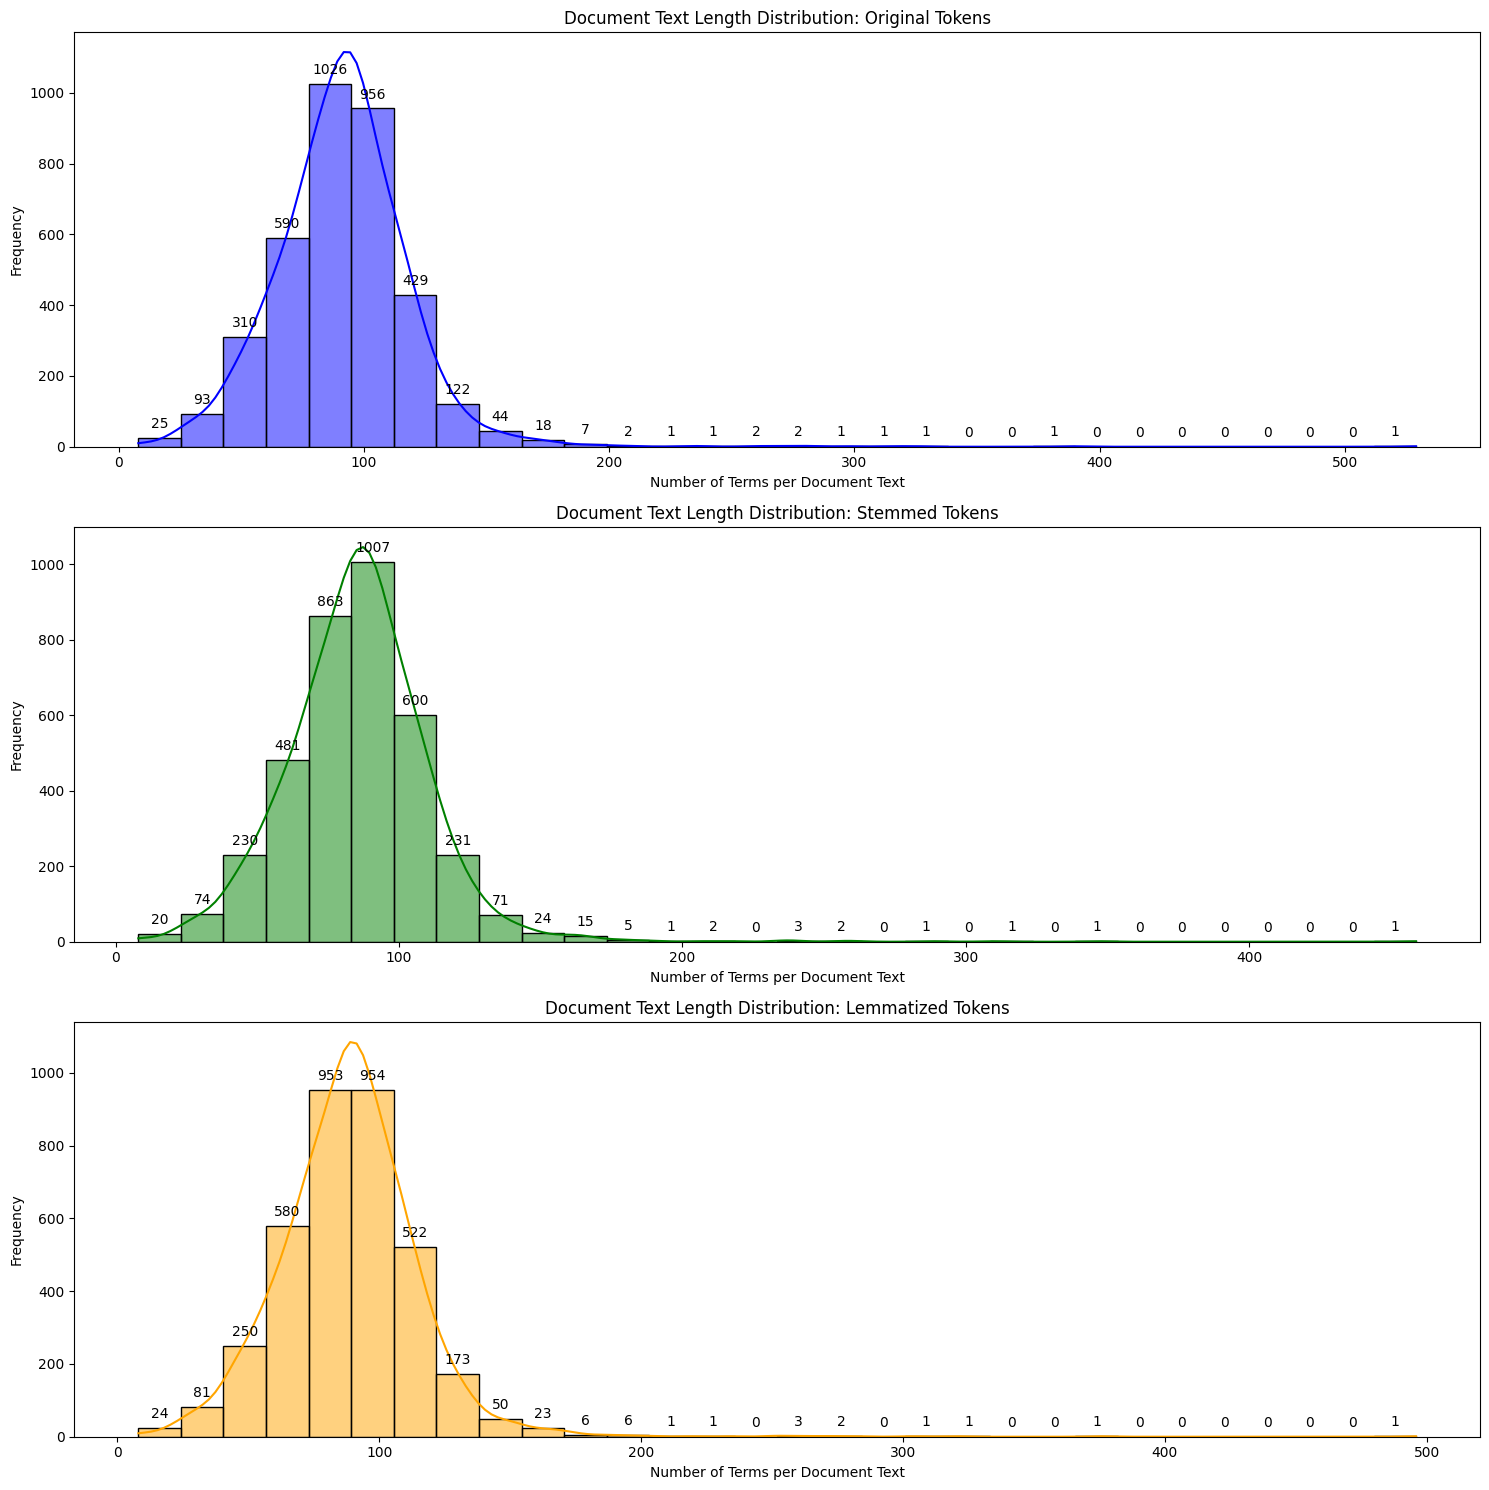 Document Text Length Distribution: Original Tokens
Frequency
1000
800
600
400
200
0
25 93 310 590 1026 956 429 122 44 18 7 2 1 1 2 2 1 1 1 0 0 1 0 0 0 0 0 0 0 1
0 100 200 300 400 500
Number of Terms per Document Text
Document Text Length Distribution: Stemmed Tokens
Frequency
1000
800
600
400
200
0
20 74 230 481 863 1007 600 231 71 24 15 5 1 2 0 3 2 0 1 0 1 0 1 0 0 0 0 0 0 1
0 100 200 300 400
Number of Terms per Document Text
Document Text Length Distribution: Lemmatized Tokens
Frequency
1000
800
600
400
200
0
24 81 250 580 953 954 522 173 50 23 6 6 1 1 0 3 2 0 1 1 0 0 1 0 0 0 0 0 0 1
0 100 200 300 400 500
Number of Terms per Document Text